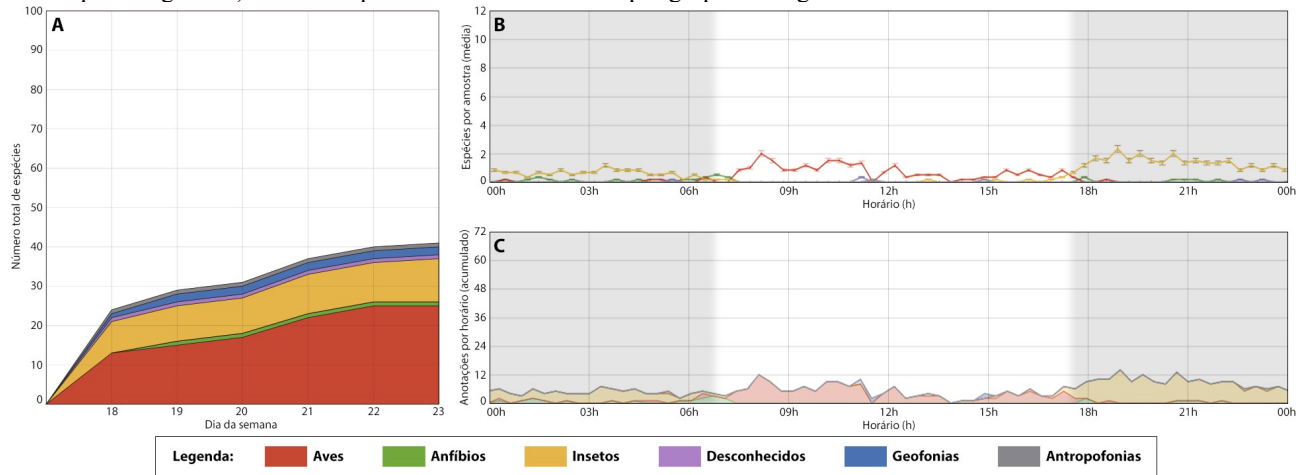 A
Número total de espécies
100
90
80
70
60
50
40
30
20
10
0
18 19 20 21 22 23
Dia da semana
B
Espécies por amostra (média)
12
10
8
6
4
2
0
00h 03h 06h 09h 12h 15h 18h 21h 00h
Horário (h)
C
Anotações por horário (acumulado)
72
60
48
36
24
12
0
00h 03h 06h 09h 12h 15h 18h 21h 00h
Horário (h)
Legenda: Aves Anfíbios Insetos Desconhecidos Geofonias Antropofonias